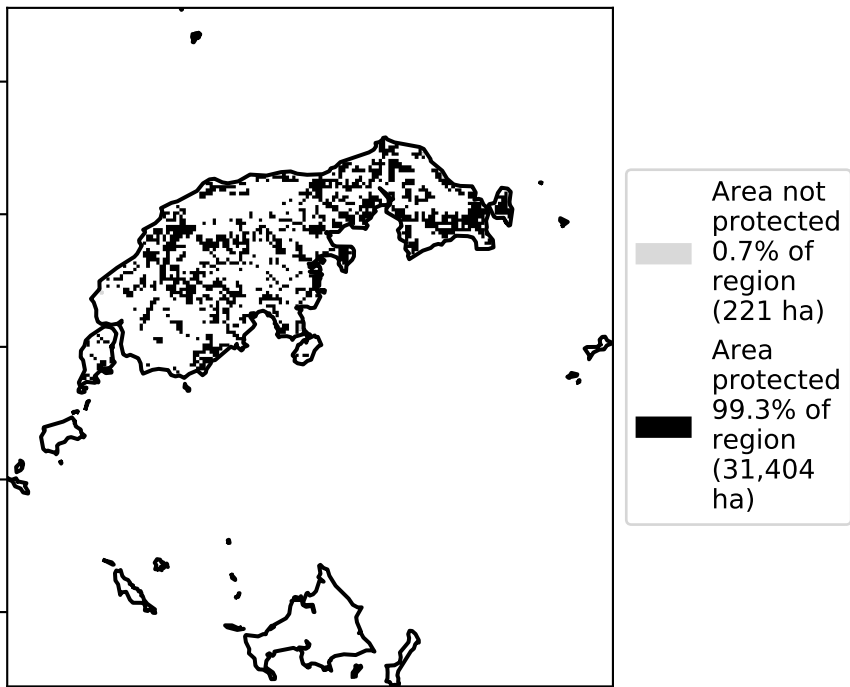 Area not
protected
0.7% of
region
(221 ha)
Area
protected
99.3% of
region
(31,404
ha)